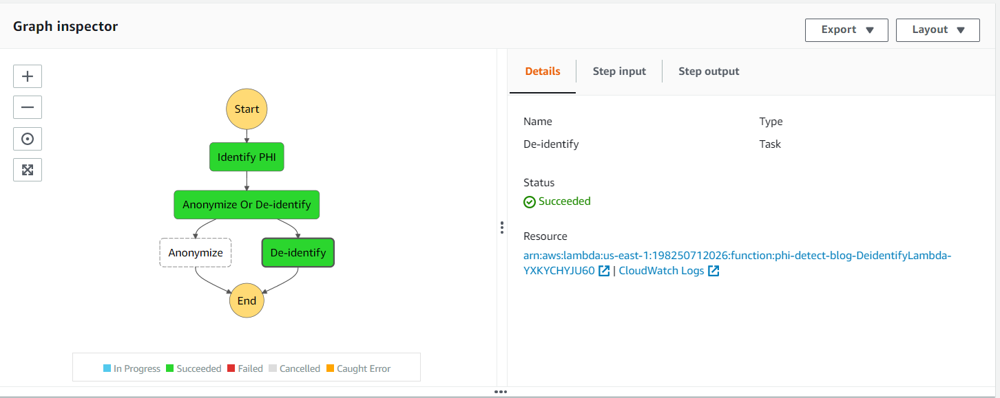 Graph inspector
Export
Layout
Start
Identify PHI
Anonymize Or De-identify
Anonymize
De-identify
End
In Progress Succeeded Failed Cancelled Caught Error
Details Step input Step output
Name Type
De-identify Task
Status
Succeeded
Resource
arn:aws:lambda:us-east-1:198250712026:function:phi-detect-blog-DeidentifyLambda-
YXKYCHYJU60 | CloudWatch Logs